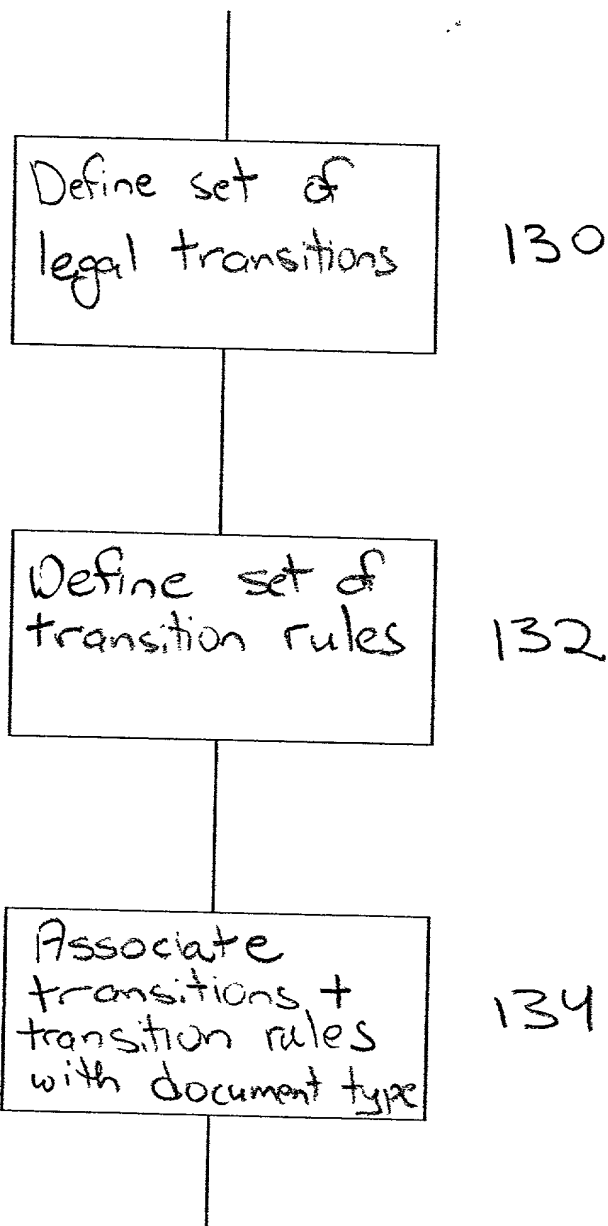 Define set of
legal transitions
130
Define set of
transition rules
132
Associate
transitions +
transition rules
with document type
134